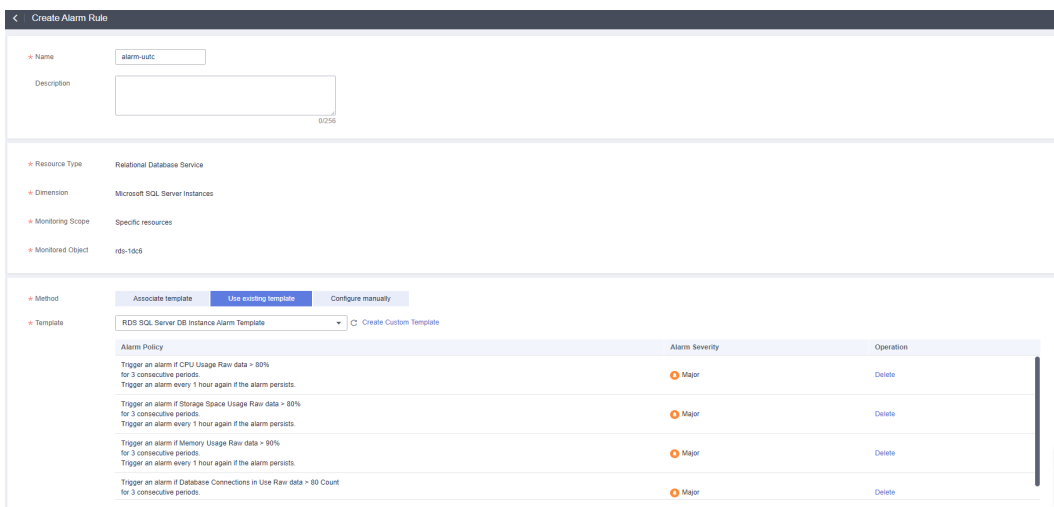 Create Alarm Rule
* Name
alarm-uutc
Description
0/256
* Resource Type
Relational Database Service
* Dimension
Microsoft SQL Server Instances
* Monitoring Scope
Specific resources
* Monitored Object
rds-1dc6
* Method
Associate template
Use existing template
Configure manually
* Template
RDS SQL Server DB Instance Alarm Template
Create Custom Template
Alarm Policy
Alarm Severity
Operation
Trigger an alarm if CPU Usage Raw data > 80%
for 3 consecutive periods.
Trigger an alarm every 1 hour again if the alarm persists.
Major
Delete
Trigger an alarm if Storage Space Usage Raw data > 80%
for 3 consecutive periods.
Trigger an alarm every 1 hour again if the alarm persists.
Major
Delete
Trigger an alarm if Memory Usage Raw data > 90%
for 3 consecutive periods.
Trigger an alarm every 1 hour again if the alarm persists.
Major
Delete
Trigger an alarm if Database Connections in Use Raw data > 80 Count
for 3 consecutive periods.
Major
Delete